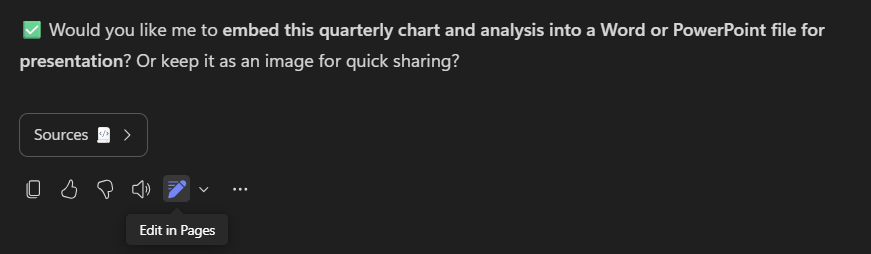 Would you like me to embed this quarterly chart and analysis into a Word or PowerPoint file for
presentation? Or keep it as an image for quick sharing?
Sources
Edit in Pages